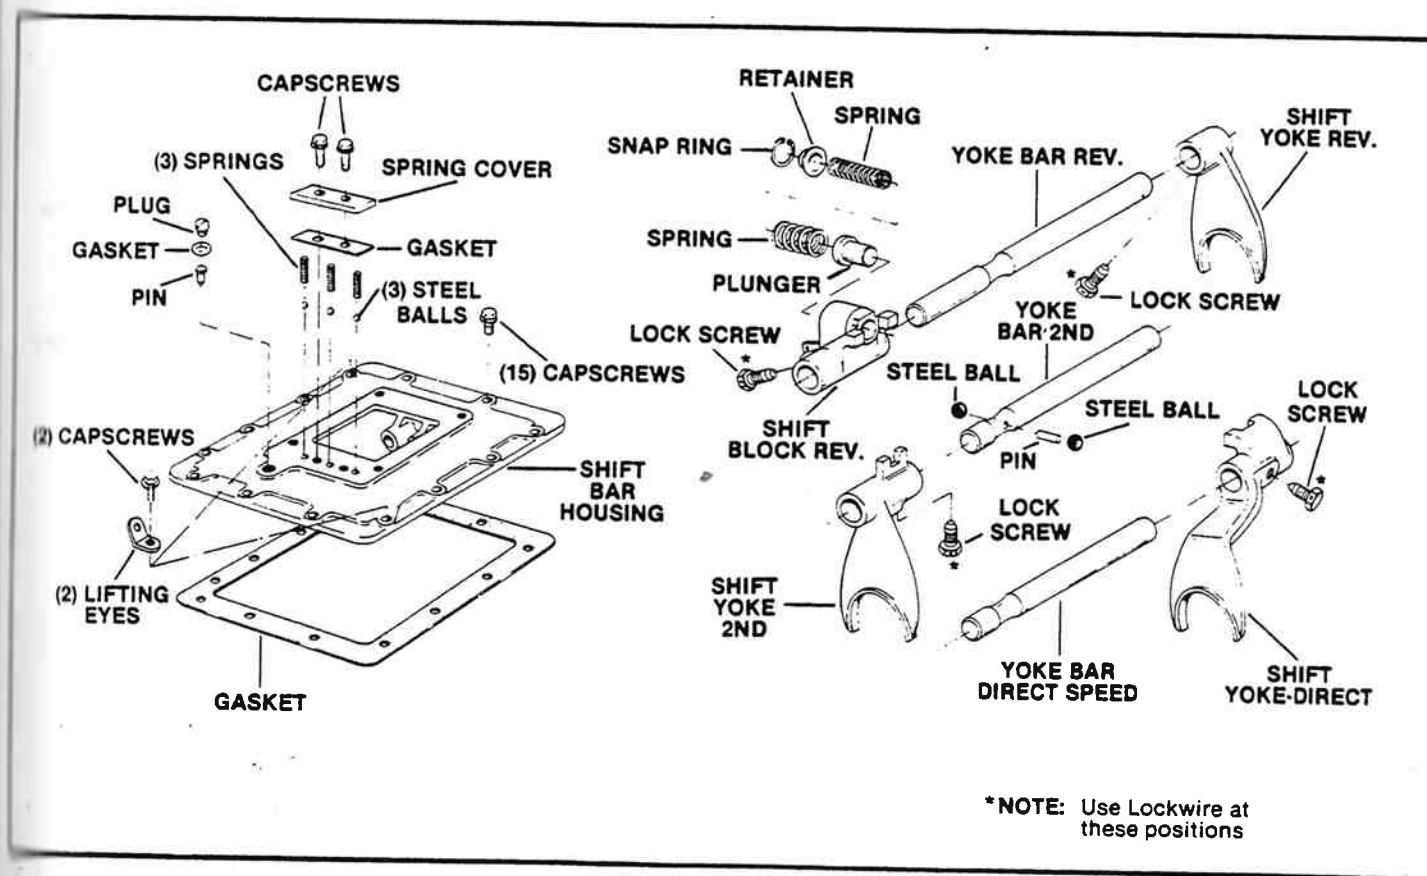 CAPSCREWS
(3) SPRINGS
SPRING COVER
PLUG
GASKET
GASKET
PIN
(3) STEEL
BALLS
(15) CAPSCREWS
(2) CAPSCREWS
SHIFT
BAR
HOUSING
(2) LIFTING
EYES
GASKET
RETAINER
SPRING
SNAP RING
YOKE BAR REV.
SHIFT
YOKE REV.
SPRING
PLUNGER
* LOCK SCREW
YOKE
BAR 2ND
LOCK SCREW
*
STEEL BALL
STEEL BALL
LOCK
SCREW
*
SHIFT
BLOCK REV.
PIN
LOCK
SCREW
*
SHIFT
YOKE
2ND
YOKE BAR
DIRECT SPEED
SHIFT
YOKE-DIRECT
*NOTE: Use Lockwire at
these positions